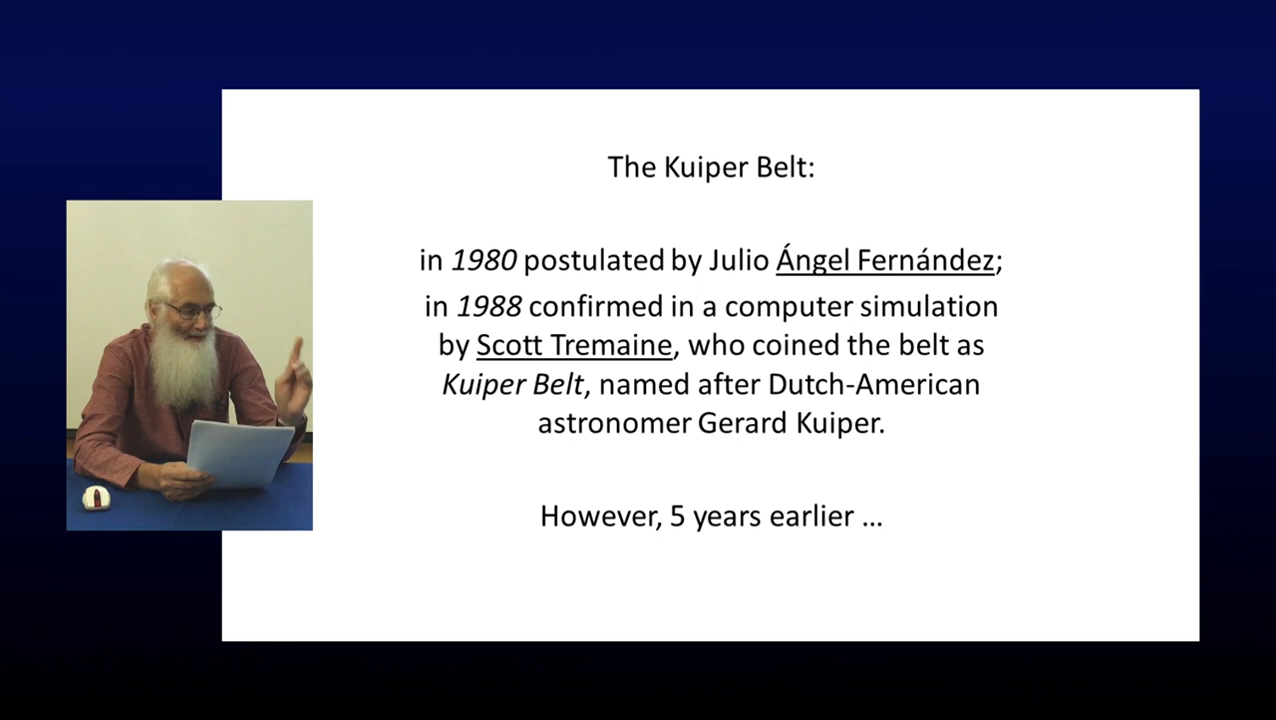 The Kuiper Belt:
in 1980 postulated by Julio Ángel Fernández;
in 1988 confirmed in a computer simulation
by Scott Tremaine, who coined the belt as
Kuiper Belt, named after Dutch-American
astronomer Gerard Kuiper.
However, 5 years earlier ...